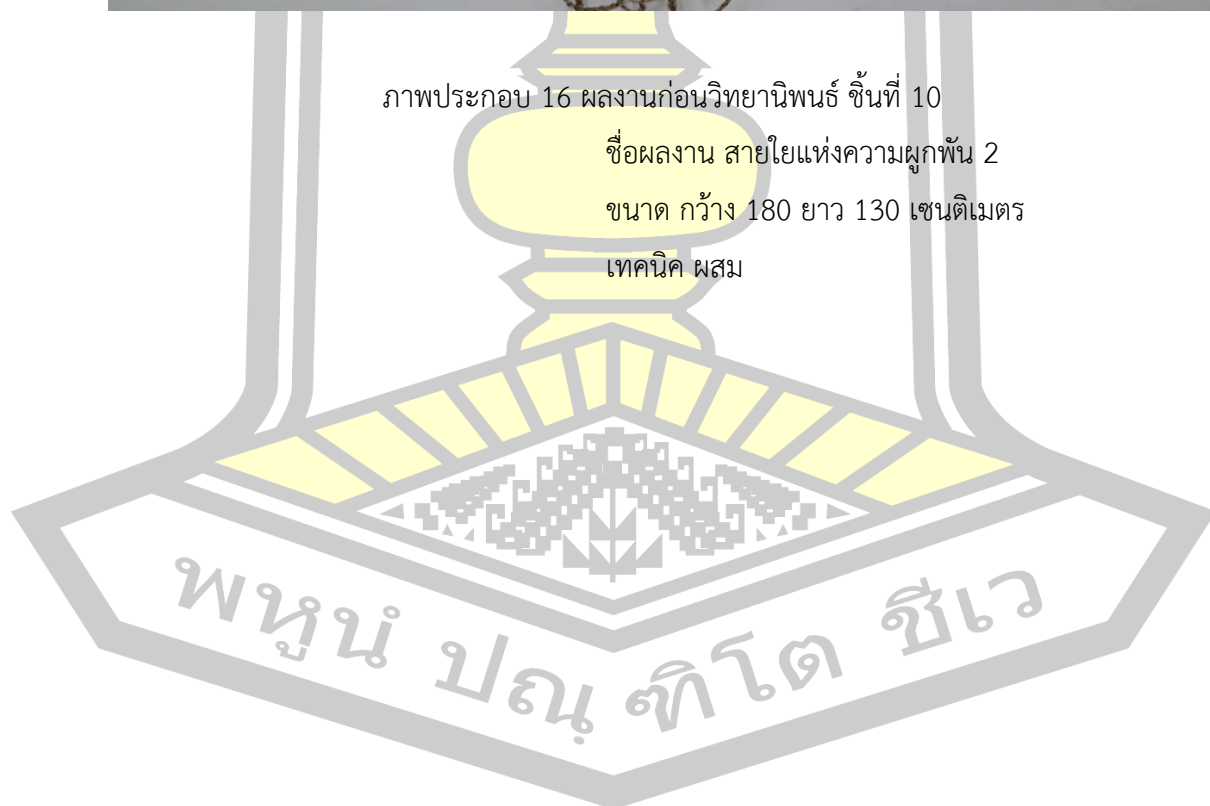 ภาพประกอบ 16 ผลงานก่อนวิทยานิพนธ์ ชิ้นที่ 10
ชื่อผลงาน สายใยแห่งความผูกพัน 2
ขนาด กว้าง 180 ยาว 130 เซนติเมตร
เทคนิค ผสม
พหูนํ ปณฺฑิโต ชีเว